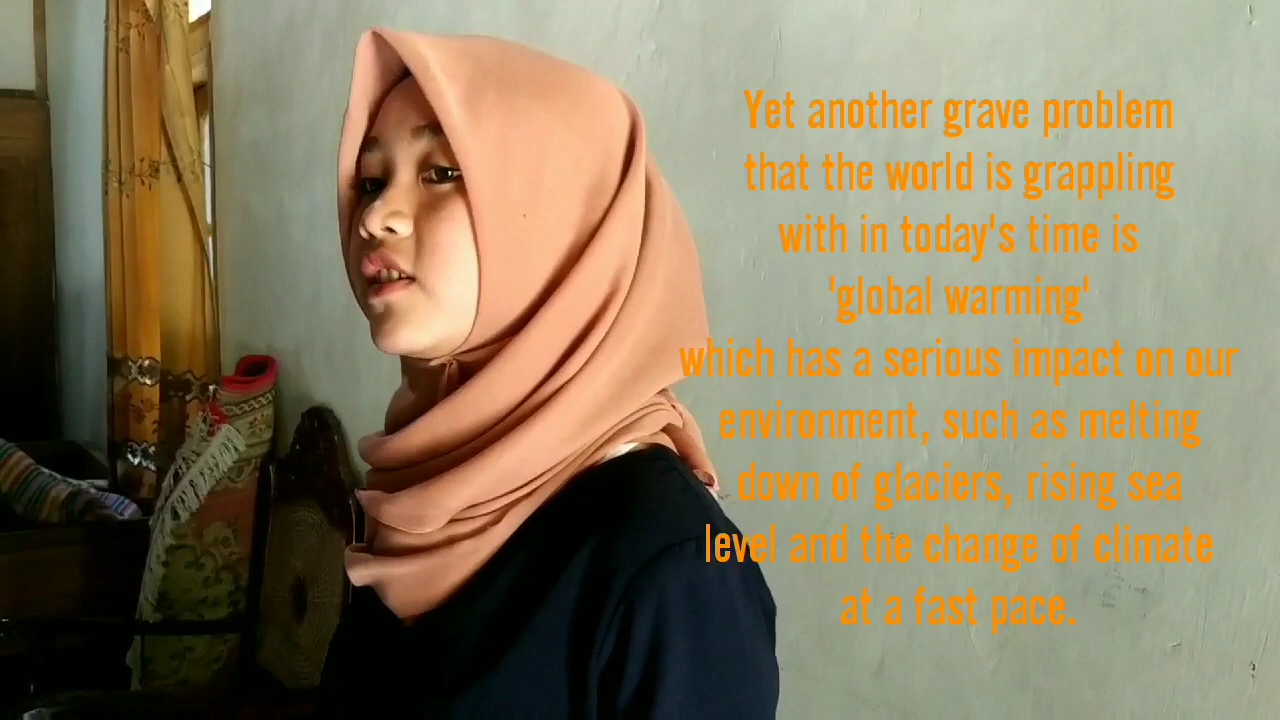 Yet another grave problem
that the world is grappling
with in today's time is
'global warming'
which has a serious impact on our
environment, such as melting
down of glaciers, rising sea
level and the change of climate
at a fast pace.